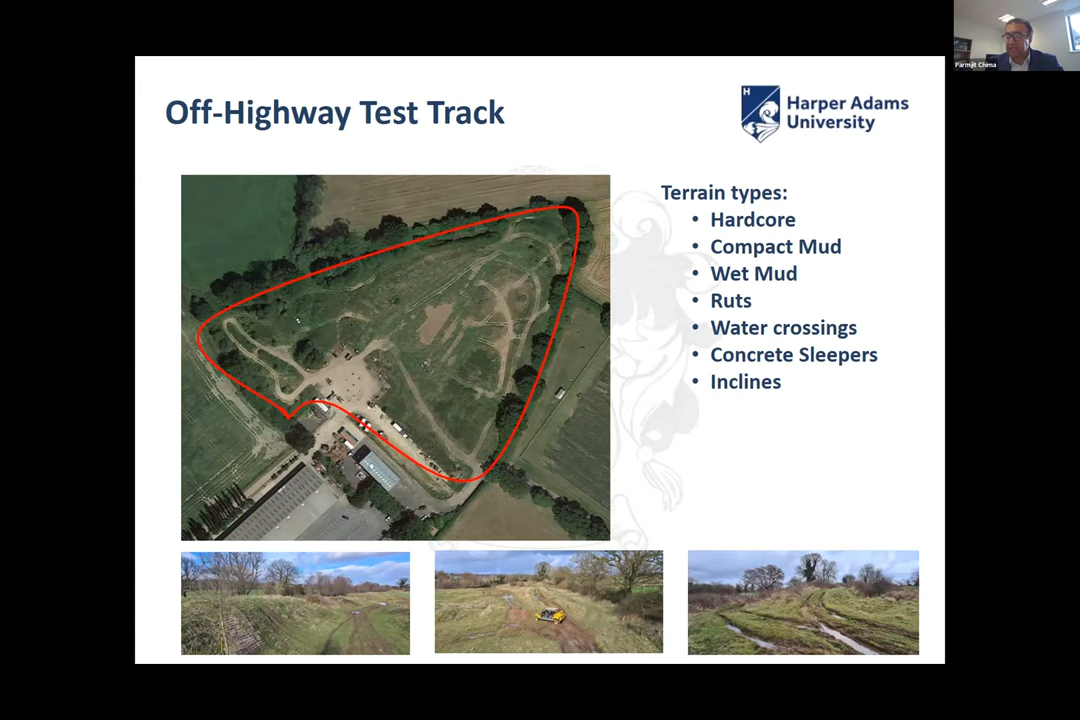 Parmjit Chima
Off-Highway Test Track
H
Harper Adams
University
Terrain types:
• Hardcore
• Compact Mud
• Wet Mud
• Ruts
• Water crossings
• Concrete Sleepers
• Inclines